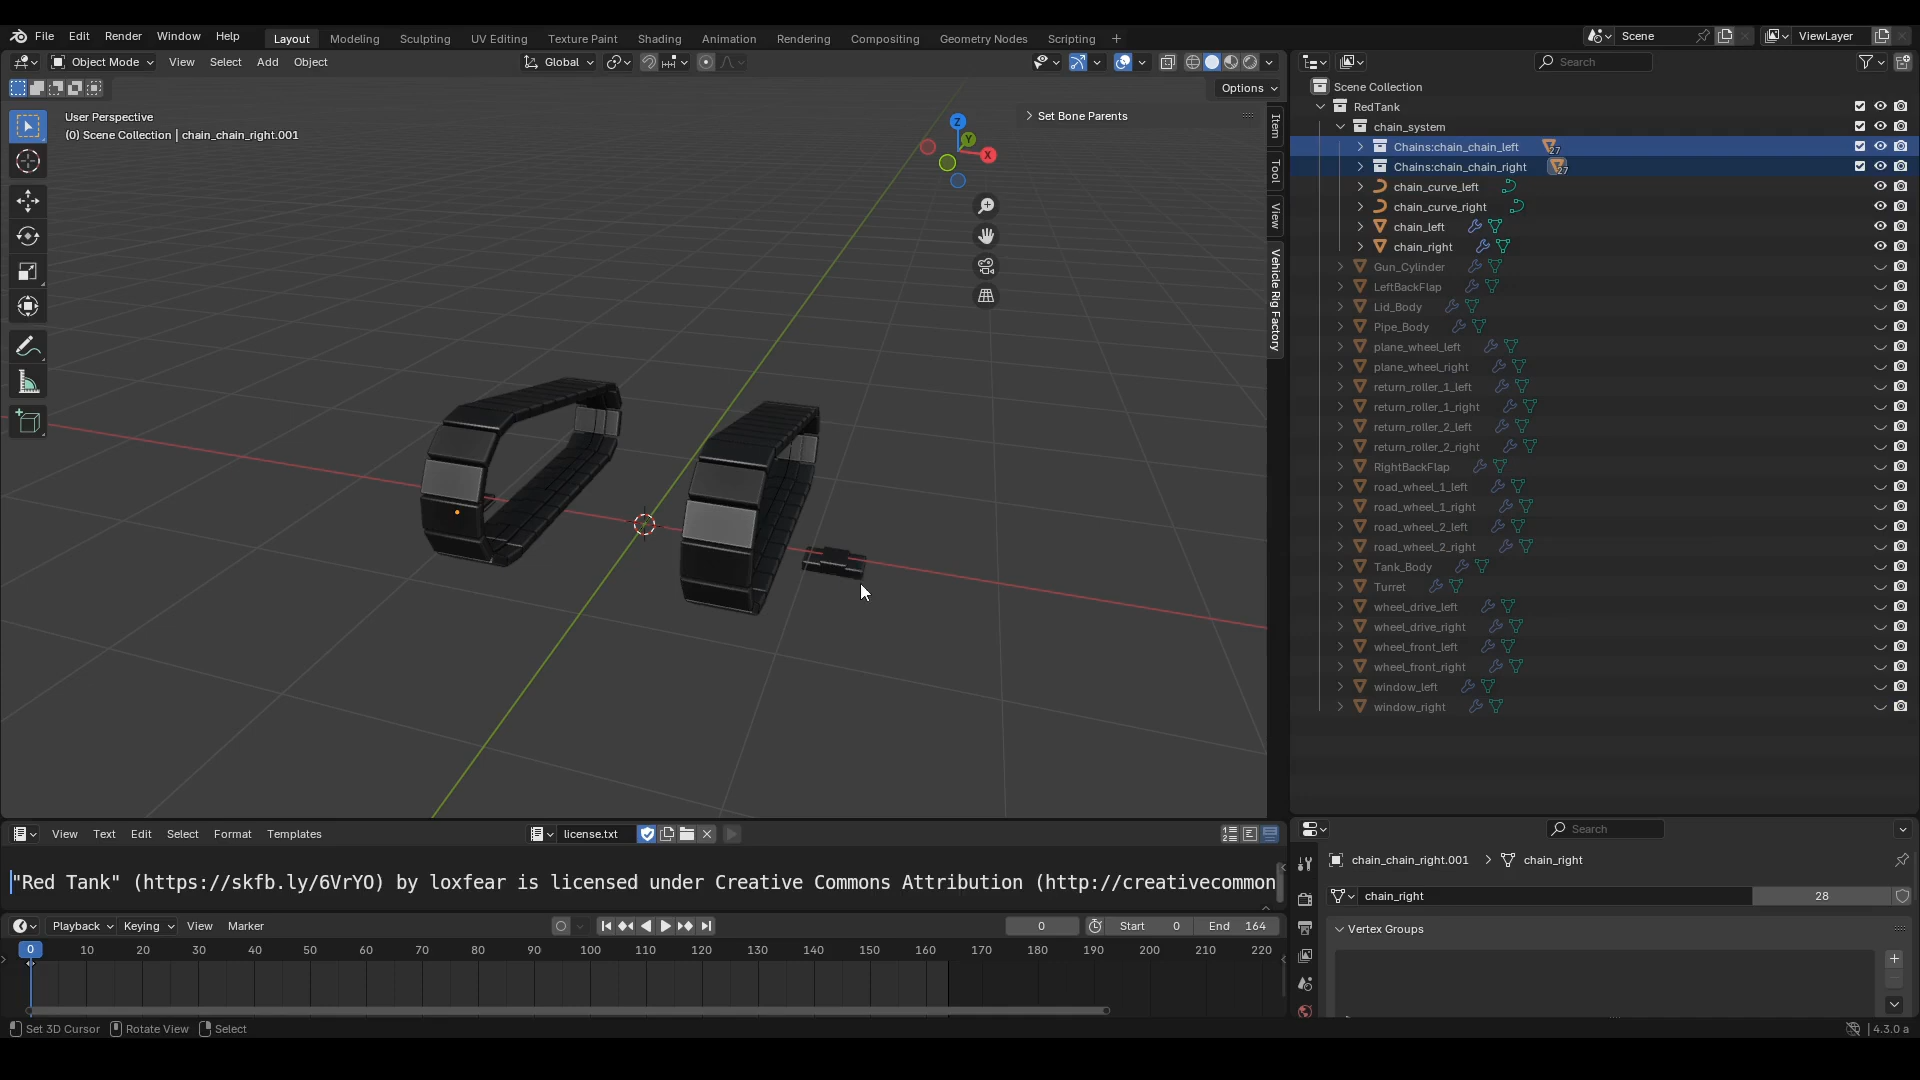 File Edit Render Window Help Layout Modeling Sculpting UV Editing Texture Paint Shading Animation Rendering Compositing Geometry Nodes Scripting + Scene ViewLayer
Object Mode View Select Add Object Global Search
Options
User Perspective
(0) Scene Collection | chain_chain_right.001
Set Bone Parents
Z
Y
X
Item
Tool
View
Vehicle Rig Factory
Scene Collection
RedTank
chain_system
Chains:chain_chain_left 27
Chains:chain_chain_right 27
chain_curve_left
chain_curve_right
chain_left
chain_right
Gun_Cylinder
LeftBackFlap
Lid_Body
Pipe_Body
plane_wheel_left
plane_wheel_right
return_roller_1_left
return_roller_1_right
return_roller_2_left
return_roller_2_right
RightBackFlap
road_wheel_1_left
road_wheel_1_right
road_wheel_2_left
road_wheel_2_right
Tank_Body
Turret
wheel_drive_left
wheel_drive_right
wheel_front_left
wheel_front_right
window_left
window_right
View Text Edit Select Format Templates license.txt
"Red Tank" (https://skfb.ly/6VrYO) by loxfear is licensed under Creative Commons Attribution (http://creativecommon
Playback Keying View Marker 0 Start 0 End 164
0 10 20 30 40 50 60 70 80 90 100 110 120 130 140 150 160 170 180 190 200 210 220
Search
chain_chain_right.001 > chain_right
chain_right 28
Vertex Groups
Set 3D Cursor Rotate View Select 4.3.0 a